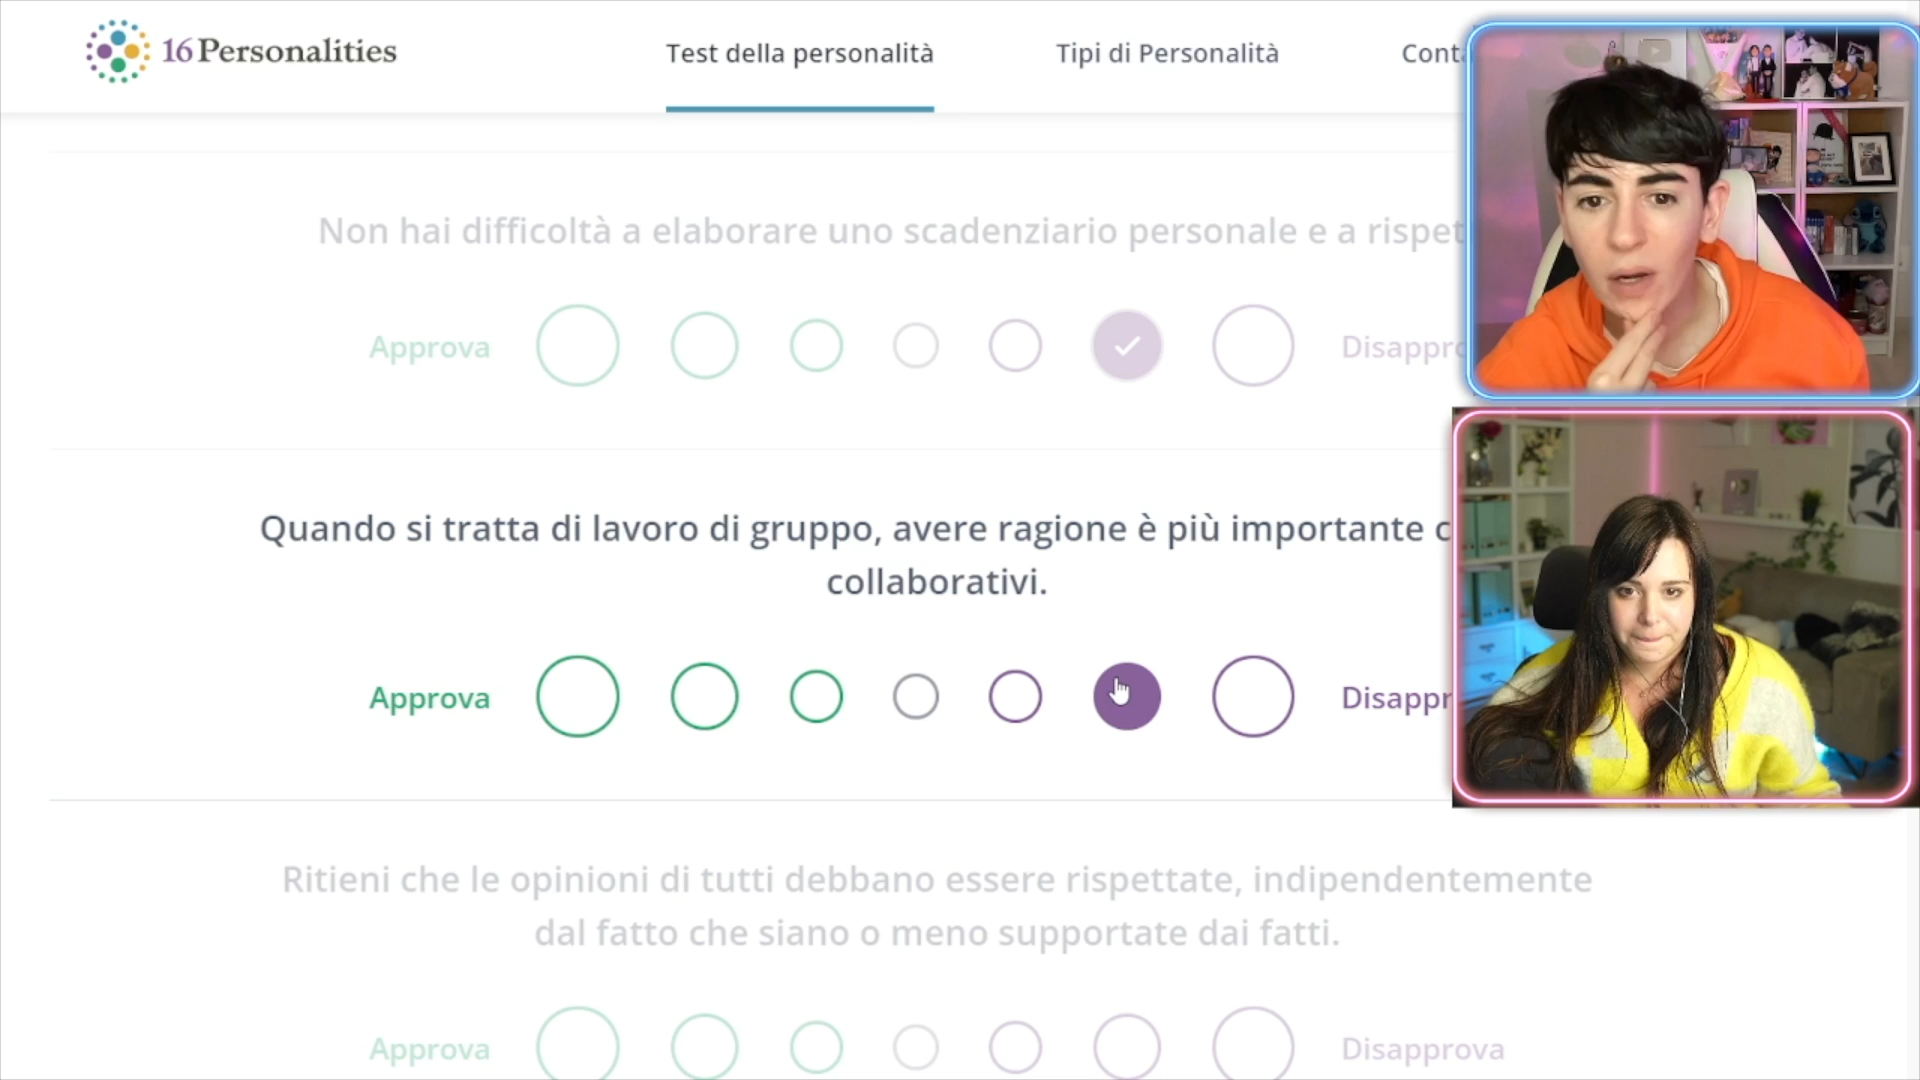 16Personalities
Test della personalità
Tipi di Personalità
Conta
Non hai difficoltà a elaborare uno scadenziario personale e a rispet
Approva
Disappro
Quando si tratta di lavoro di gruppo, avere ragione è più importante c
collaborativi.
Approva
Disappr
Ritieni che le opinioni di tutti debbano essere rispettate, indipendentemente
dal fatto che siano o meno supportate dai fatti.
Approva
Disapprova